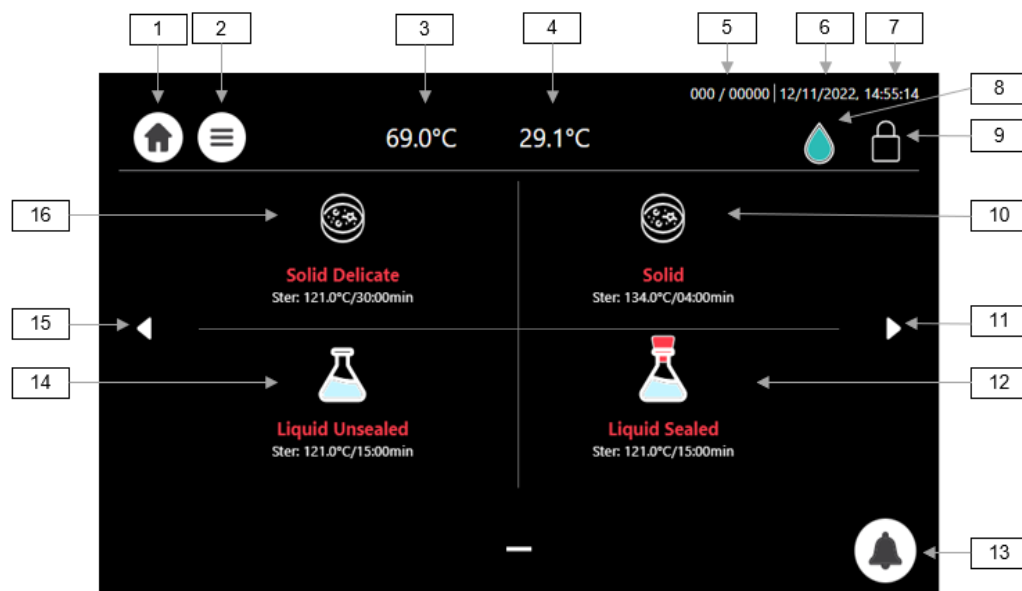 1
2
3
4
5
6
7
000 / 00000 | 12/11/2022, 14:55:14
8
69.0°C
29.1°C
9
16
10
Solid Delicate
Ster: 121.0°C/30:00min
Solid
Ster: 134.0°C/04:00min
15
11
14
12
Liquid Unsealed
Ster: 121.0°C/15:00min
Liquid Sealed
Ster: 121.0°C/15:00min
13